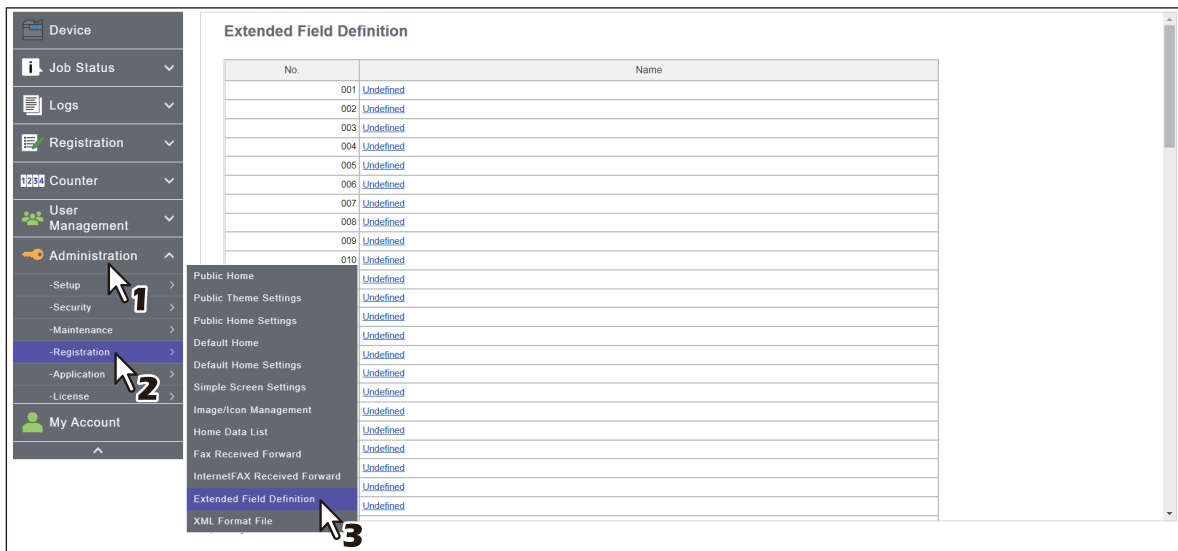 Device
Job Status
Logs
Registration
1234 Counter
User
Management
Administration
1
-Setup
-Security
-Maintenance
-Registration
2
-Application
-License
My Account
Public Home
Public Theme Settings
Public Home Settings
Default Home
Default Home Settings
Simple Screen Settings
Image/Icon Management
Home Data List
Fax Received Forward
InternetFAX Received Forward
Extended Field Definition
XML Format File
3
Extended Field Definition
No. Name
001 Undefined
002 Undefined
003 Undefined
004 Undefined
005 Undefined
006 Undefined
007 Undefined
008 Undefined
009 Undefined
010 Undefined
Undefined
Undefined
Undefined
Undefined
Undefined
Undefined
Undefined
Undefined
Undefined
Undefined
Undefined
Undefined
Undefined